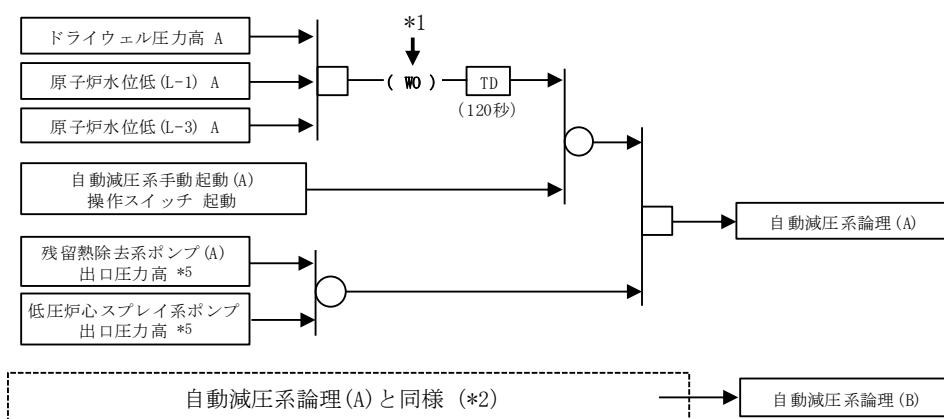 *1
ドライウェル圧力高 A
原子炉水位低(L-1) A
( WO )
TD
(120秒)
原子炉水位低(L-3) A
自動減圧系手動起動(A)
操作スイッチ 起動
自動減圧系論理(A)
残留熱除去系ポンプ(A)
出口圧力高 *5
低圧炉心スプレイ系ポンプ
出口圧力高 *5
自動減圧系論理(A)と同様 (*2)
自動減圧系論理(B)